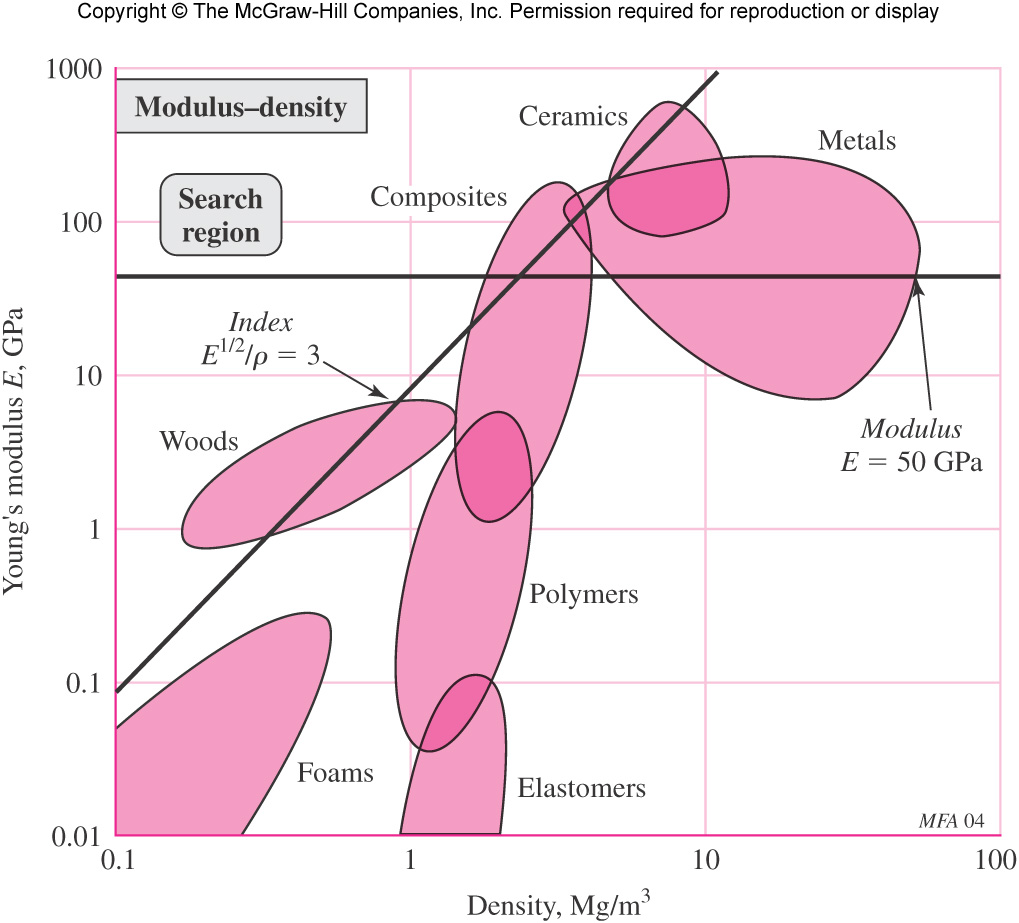 Copyright © The McGraw-Hill Companies, Inc. Permission required for reproduction or display
1000
Modulus–density
Ceramics
Metals
Search
region
Composites
100
Index
E1/2/ρ = 3
10
Woods
Modulus
E = 50 GPa
Young's modulus E, GPa
1
Polymers
0.1
Foams
Elastomers
MFA 04
0.01
0.1
1
10
100
Density, Mg/m3